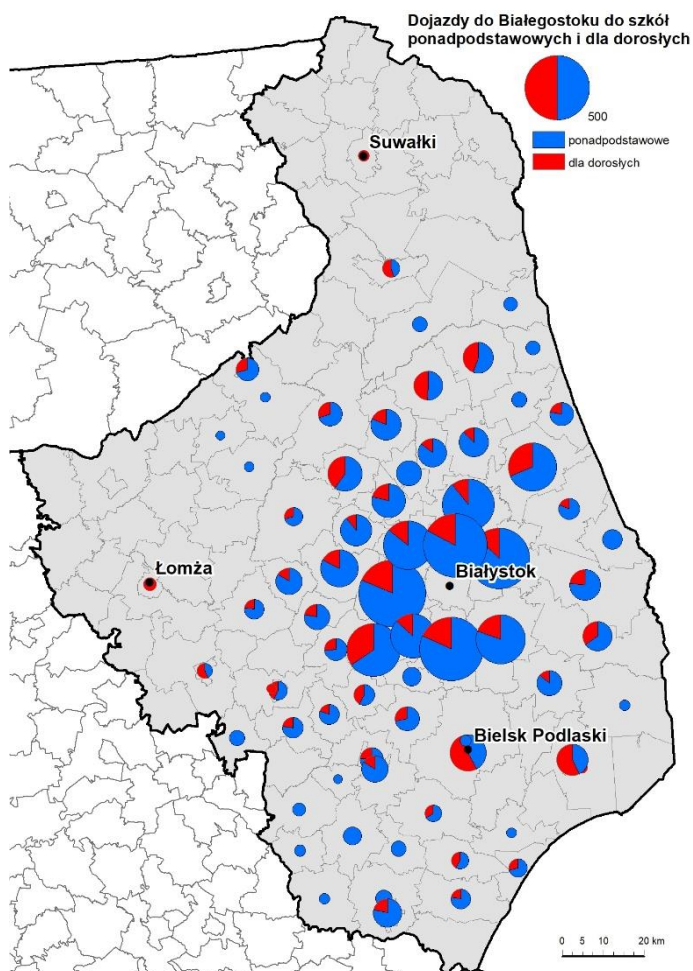 Dojazdy do Białegostoku do szkół
ponadpodstawowych i dla dorosłych
500
ponadpodstawowe
dla dorosłych
Suwałki
Łomża
Białystok
Bielsk Podlaski
0 5 10 20 km